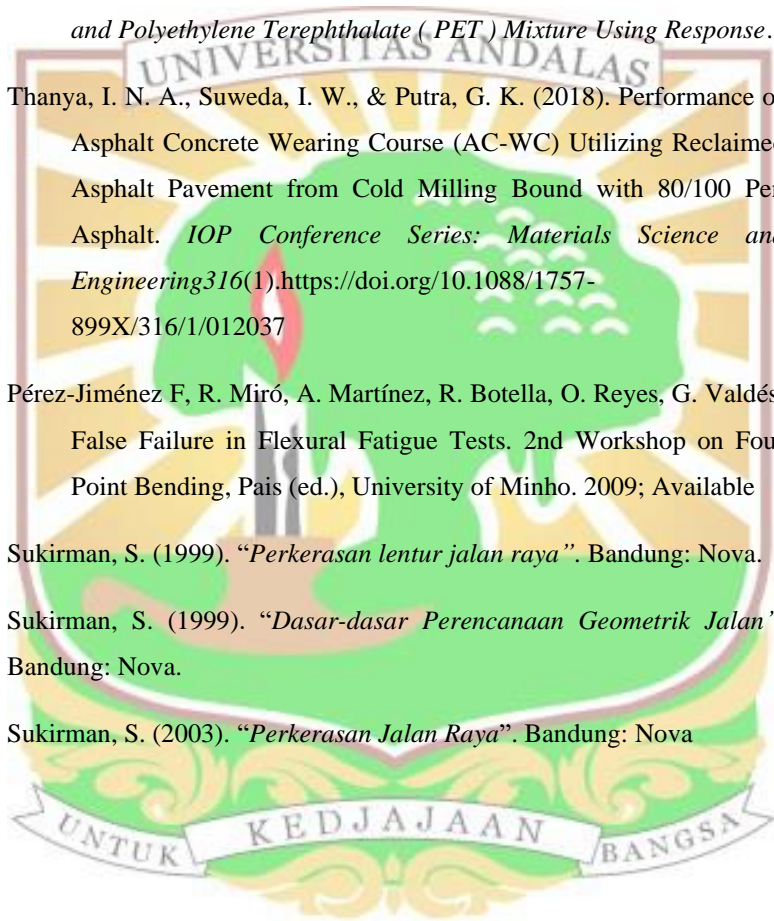 and Polyethylene Terephthalate ( PET ) Mixture Using Response.
UNIVERSITAS ANDALAS
Thanya, I. N. A., Suweda, I. W., & Putra, G. K. (2018). Performance o
Asphalt Concrete Wearing Course (AC-WC) Utilizing Reclaime
Asphalt Pavement from Cold Milling Bound with 80/100 Pe
Asphalt. IOP Conference Series: Materials Science an
Engineering316(1).https://doi.org/10.1088/1757-
899X/316/1/012037
Pérez-Jiménez F, R. Miró, A. Martínez, R. Botella, O. Reyes, G. Valdés
False Failure in Flexural Fatigue Tests. 2nd Workshop on Fou
Point Bending, Pais (ed.), University of Minho. 2009; Available
Sukirman, S. (1999). “Perkerasan lentur jalan raya”. Bandung: Nova.
Sukirman, S. (1999). “Dasar-dasar Perencanaan Geometrik Jalan”
Bandung: Nova.
Sukirman, S. (2003). “Perkerasan Jalan Raya”. Bandung: Nova
UNTUK KEDJAJAAN BANGSA